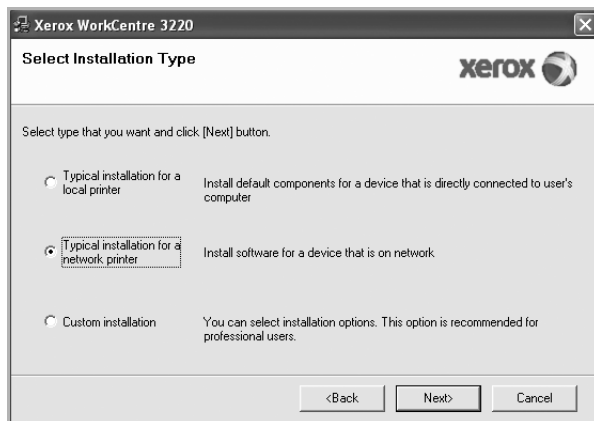 Xerox WorkCentre 3220
Select Installation Type
xerox
Select type that you want and click [Next] button.
Typical installation for a
local printer
Install default components for a device that is directly connected to user's
computer
Typical installation for a
network printer
Install software for a device that is on network
Custom installation
You can select installation options. This option is recommended for
professional users.
<Back
Next>
Cancel